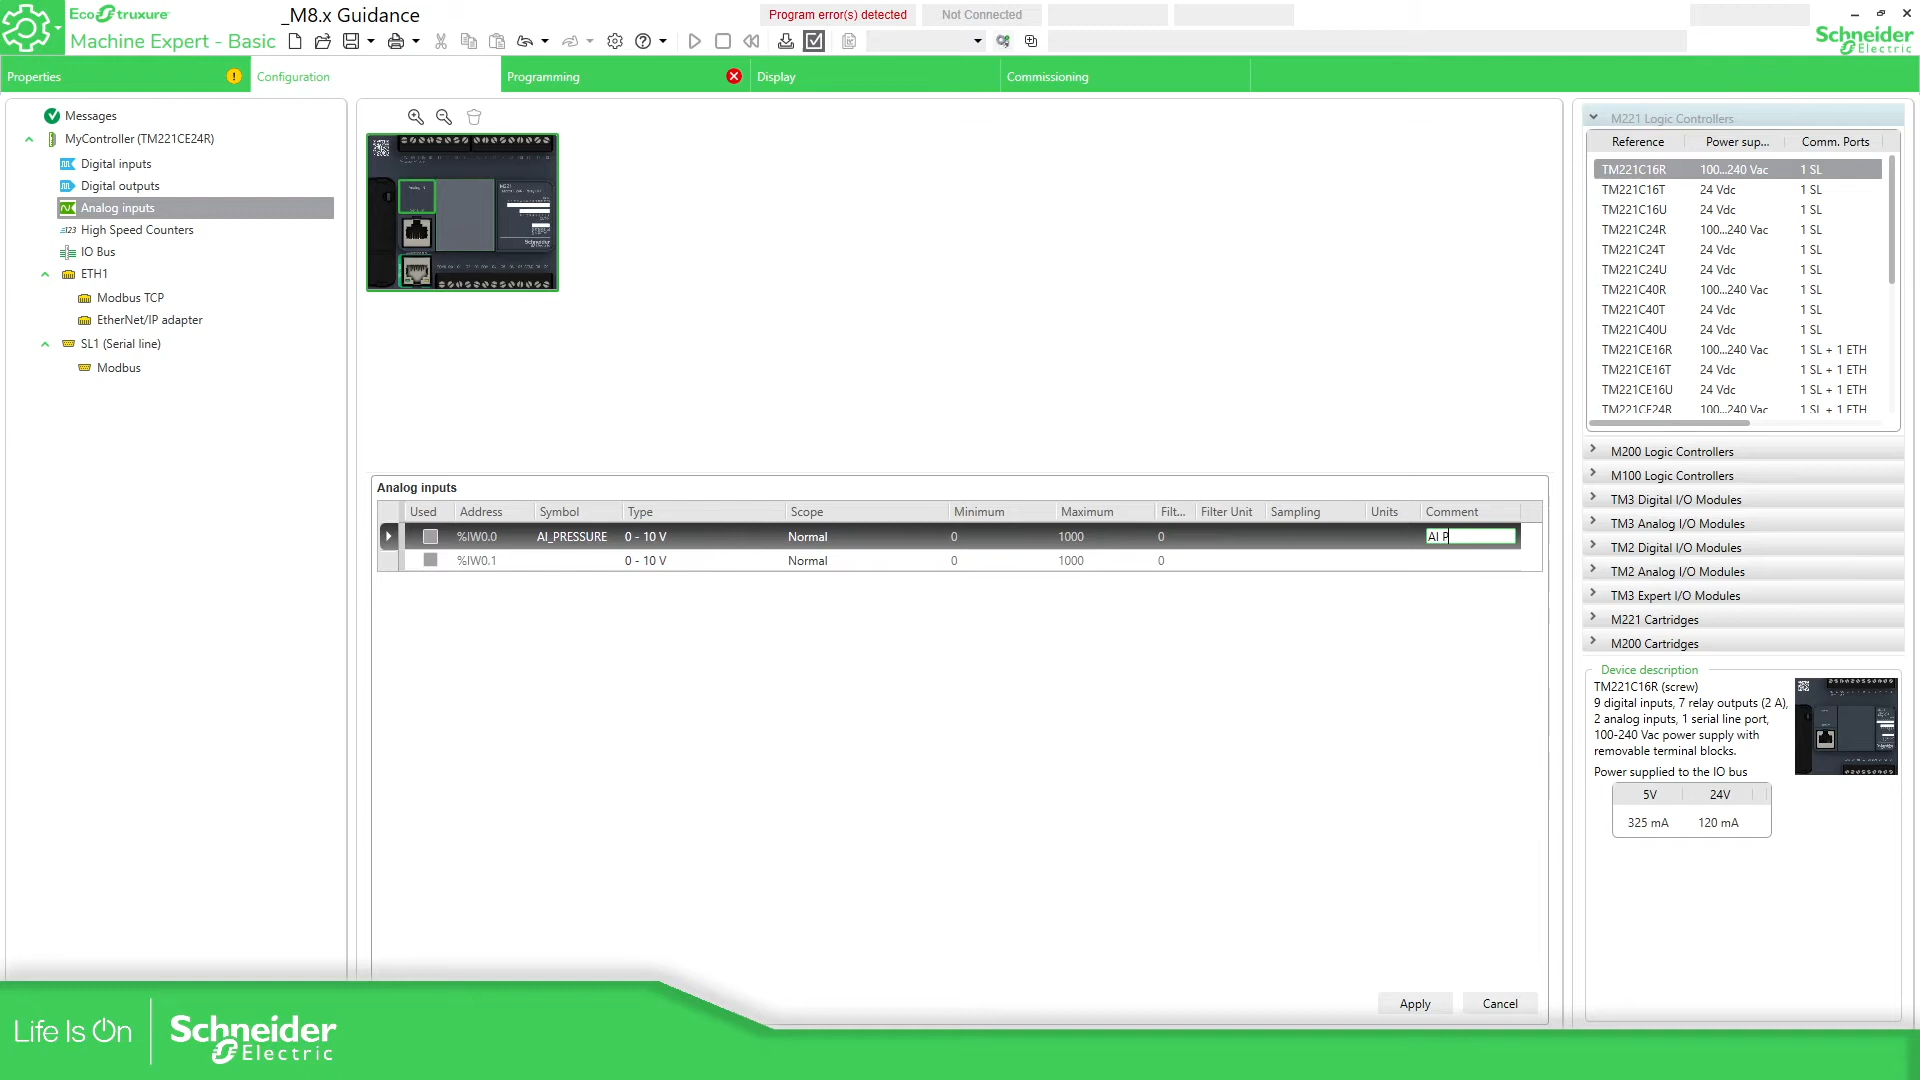 EcoStruxure
Machine Expert - Basic
_M8.x Guidance
Program error(s) detected
Not Connected
Schneider
Electric
Properties
Configuration
Programming
Display
Commissioning
Messages
MyController (TM221CE24R)
Digital inputs
Digital outputs
Analog inputs
High Speed Counters
IO Bus
ETH1
Modbus TCP
EtherNet/IP adapter
SL1 (Serial line)
Modbus
Analog inputs
Used Address Symbol Type Scope Minimum Maximum Filt... Filter Unit Sampling Units Comment
%IW0.0 AI_PRESSURE 0 - 10 V Normal 0 1000 0 AI P
%IW0.1 0 - 10 V Normal 0 1000 0
Apply
Cancel
M221 Logic Controllers
Reference Power sup... Comm. Ports
TM221C16R 100...240 Vac 1 SL
TM221C16T 24 Vdc 1 SL
TM221C16U 24 Vdc 1 SL
TM221C24R 100...240 Vac 1 SL
TM221C24T 24 Vdc 1 SL
TM221C24U 24 Vdc 1 SL
TM221C40R 100...240 Vac 1 SL
TM221C40T 24 Vdc 1 SL
TM221C40U 24 Vdc 1 SL
TM221CE16R 100...240 Vac 1 SL + 1 ETH
TM221CE16T 24 Vdc 1 SL + 1 ETH
TM221CE16U 24 Vdc 1 SL + 1 ETH
TM221CE24R 100...240 Vac 1 SL + 1 ETH
M200 Logic Controllers
M100 Logic Controllers
TM3 Digital I/O Modules
TM3 Analog I/O Modules
TM2 Digital I/O Modules
TM2 Analog I/O Modules
TM3 Expert I/O Modules
M221 Cartridges
M200 Cartridges
Device description
TM221C16R (screw)
9 digital inputs, 7 relay outputs (2 A),
2 analog inputs, 1 serial line port,
100-240 Vac power supply with
removable terminal blocks.
Power supplied to the IO bus
5V 24V
325 mA 120 mA
Life Is On
Schneider
Electric